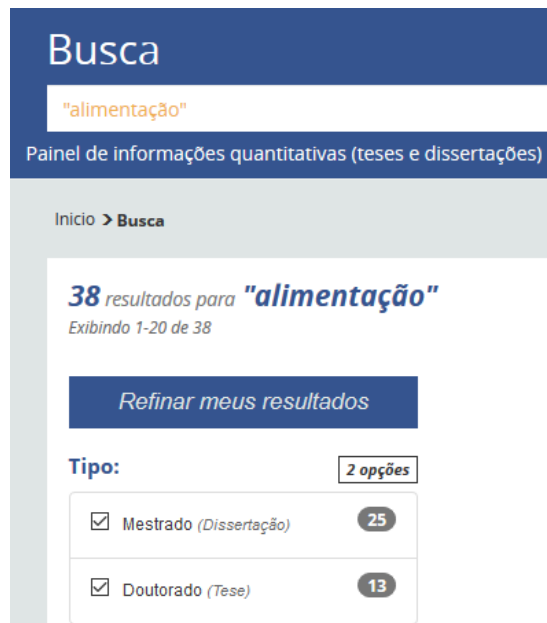 Busca
"alimentação"
Painel de informações quantitativas (teses e dissertações)
Inicio > Busca
38 resultados para "alimentação"
Exibindo 1-20 de 38
Refinar meus resultados
Tipo: 2 opções
Mestrado (Dissertação) 25
Doutorado (Tese) 13